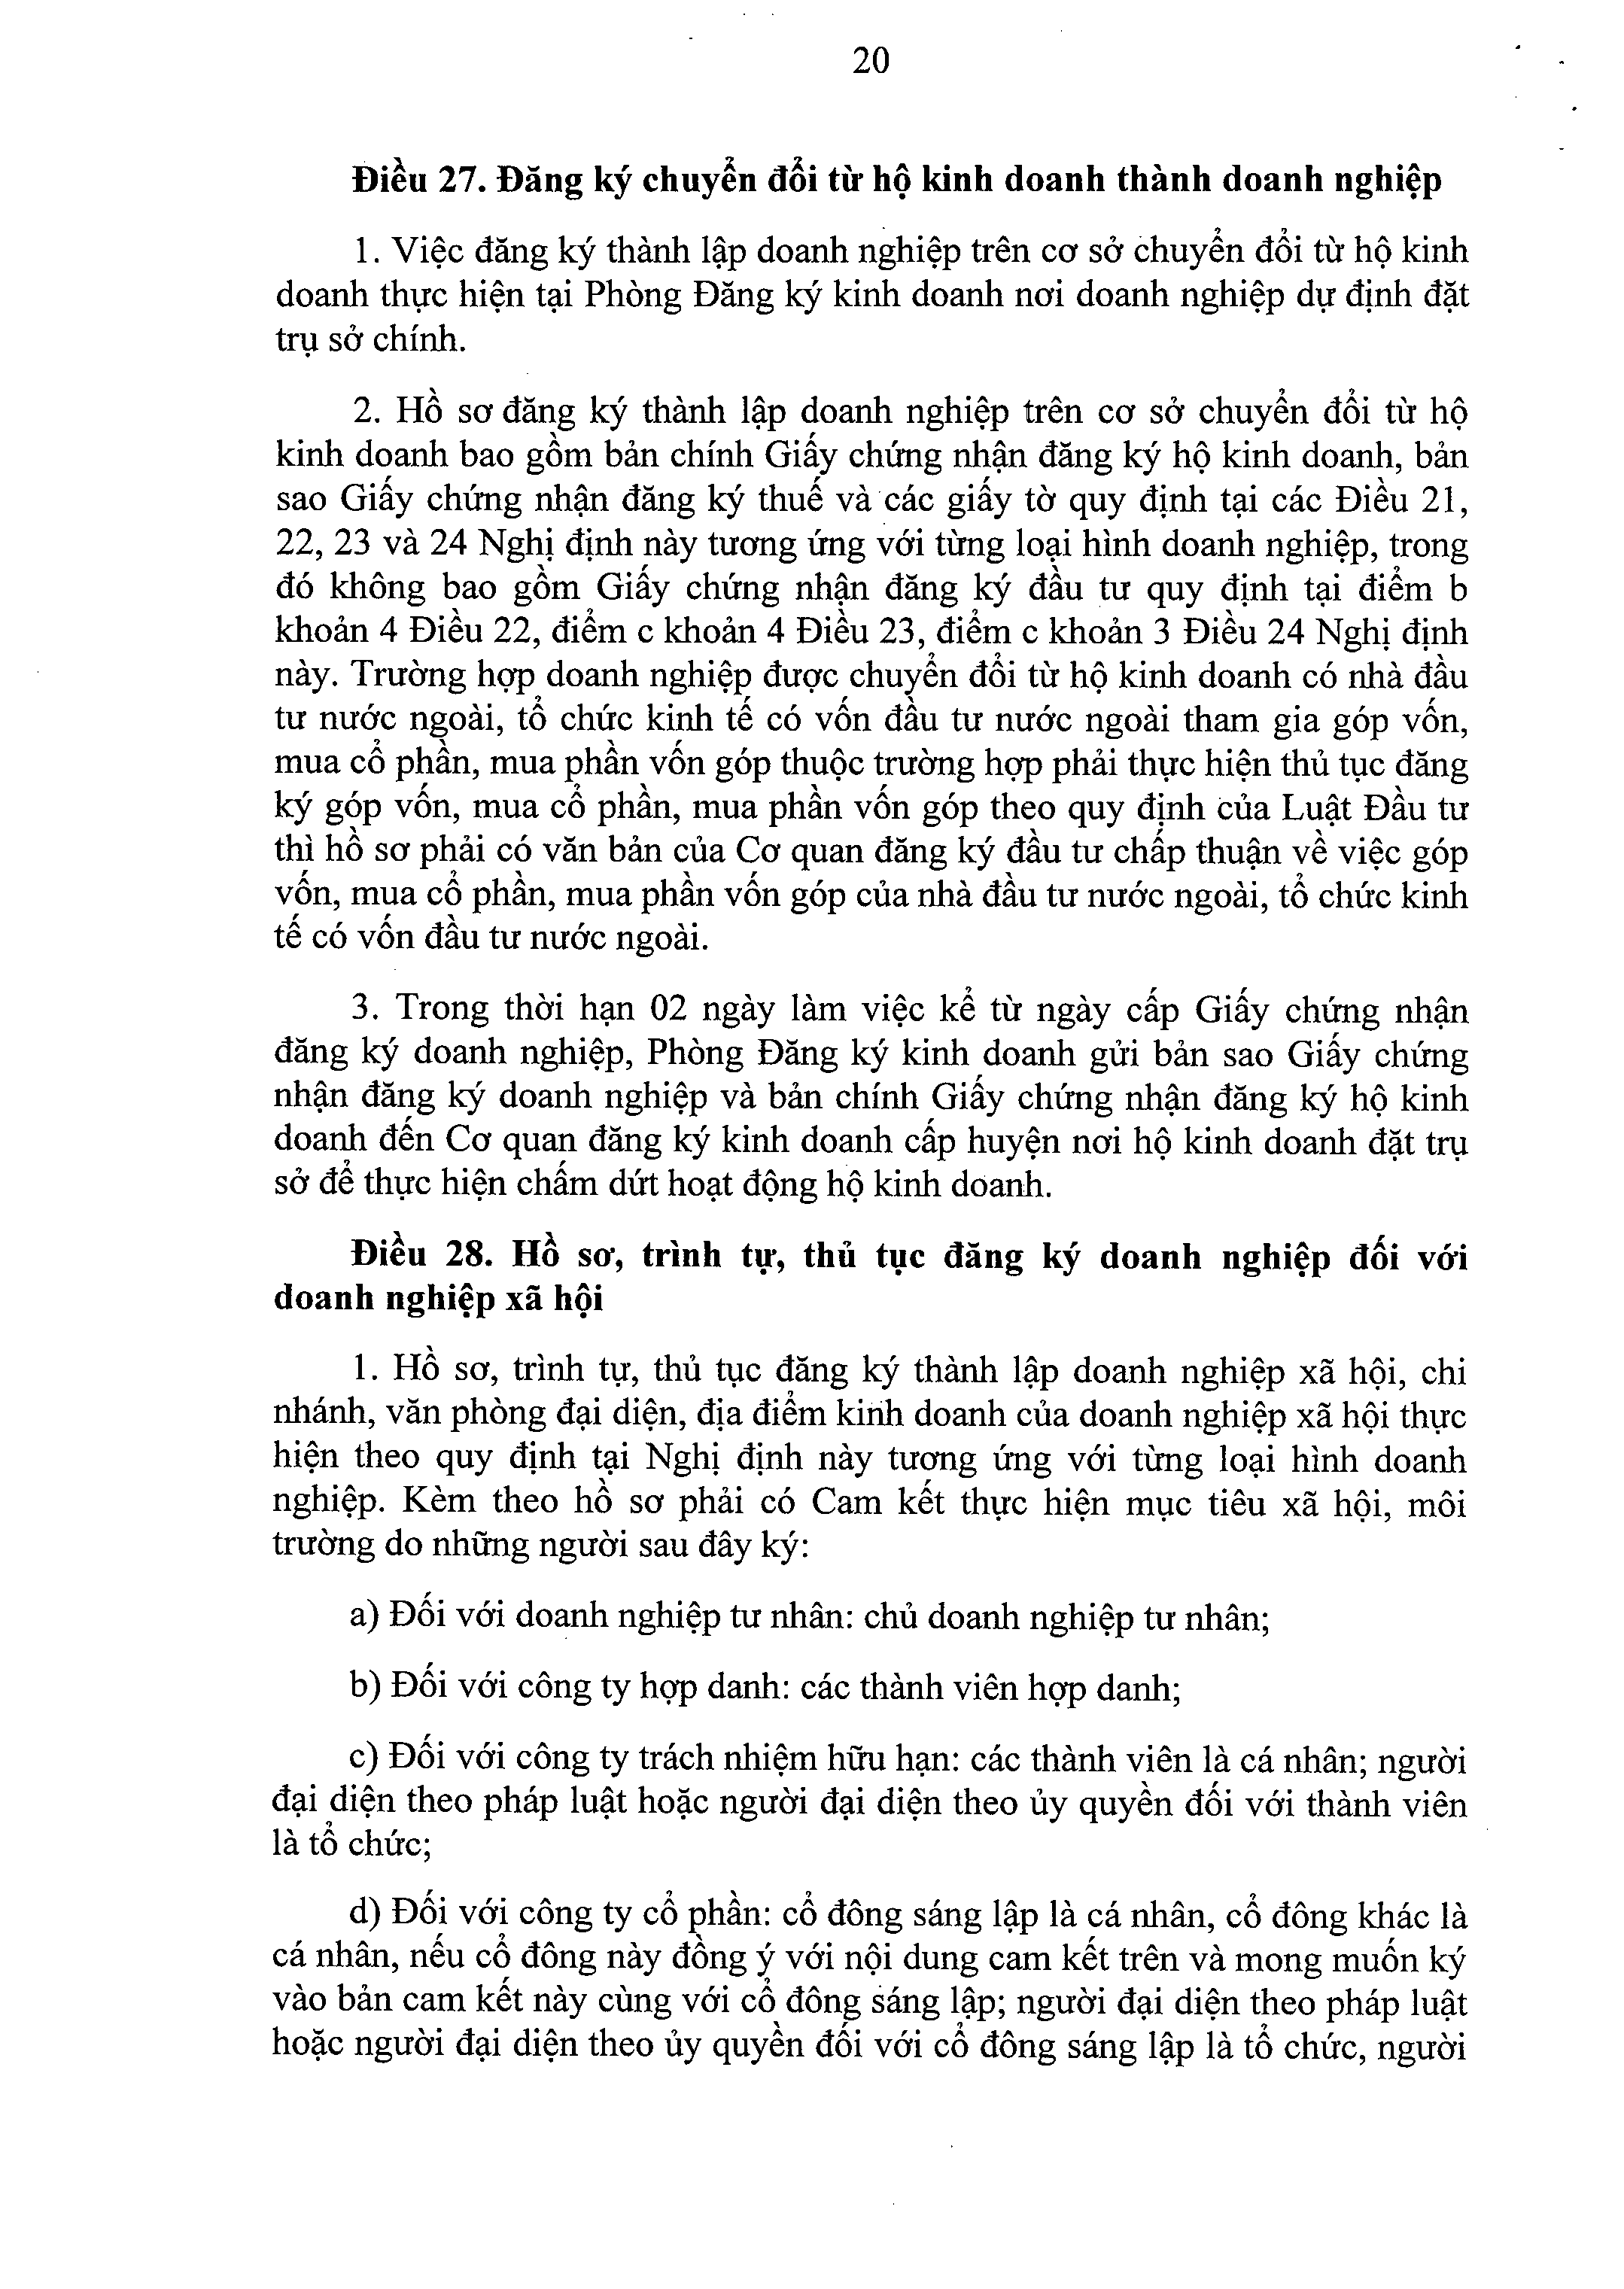 20
Điều 27. Đăng ký chuyển đổi từ hộ kinh doanh thành doanh nghiệp
1. Việc đăng ký thành lập doanh nghiệp trên cơ sở chuyển đổi từ hộ kinh
doanh thực hiện tại Phòng Đăng ký kinh doanh nơi doanh nghiệp dự định đặt
trụ sở chính.
2. Hồ sơ đăng ký thành lập doanh nghiệp trên cơ sở chuyển đổi từ hộ
kinh doanh bao gồm bản chính Giấy chứng nhận đăng ký hộ kinh doanh, bản
sao Giấy chứng nhận đăng ký thuế và các giấy tờ quy định tại các Điều 21,
22, 23 và 24 Nghị định này tương ứng với từng loại hình doanh nghiệp, trong
đó không bao gồm Giấy chứng nhận đăng ký đầu tư quy định tại điểm b
khoản 4 Điều 22, điểm c khoản 4 Điều 23, điểm c khoản 3 Điều 24 Nghị định
này. Trường hợp doanh nghiệp được chuyển đổi từ hộ kinh doanh có nhà đầu
tư nước ngoài, tổ chức kinh tế có vốn đầu tư nước ngoài tham gia góp vốn,
mua cổ phần, mua phần vốn góp thuộc trường hợp phải thực hiện thủ tục đăng
ký góp vốn, mua cổ phần, mua phần vốn góp theo quy định của Luật Đầu tư
thì hồ sơ phải có văn bản của Cơ quan đăng ký đầu tư chấp thuận về việc góp
vốn, mua cổ phần, mua phần vốn góp của nhà đầu tư nước ngoài, tổ chức kinh
tế có vốn đầu tư nước ngoài.
3. Trong thời hạn 02 ngày làm việc kể từ ngày cấp Giấy chứng nhận
đăng ký doanh nghiệp, Phòng Đăng ký kinh doanh gửi bản sao Giấy chứng
nhận đăng ký doanh nghiệp và bản chính Giấy chứng nhận đăng ký hộ kinh
doanh đến Cơ quan đăng ký kinh doanh cấp huyện nơi hộ kinh doanh đặt trụ
sở để thực hiện chấm dứt hoạt động hộ kinh doanh.
Điều 28. Hồ sơ, trình tự, thủ tục đăng ký doanh nghiệp đối với
doanh nghiệp xã hội
1. Hồ sơ, trình tự, thủ tục đăng ký thành lập doanh nghiệp xã hội, chi
nhánh, văn phòng đại diện, địa điểm kinh doanh của doanh nghiệp xã hội thực
hiện theo quy định tại Nghị định này tương ứng với từng loại hình doanh
nghiệp. Kèm theo hồ sơ phải có Cam kết thực hiện mục tiêu xã hội, môi
trường do những người sau đây ký:
a) Đối với doanh nghiệp tư nhân: chủ doanh nghiệp tư nhân;
b) Đối với công ty hợp danh: các thành viên hợp danh;
c) Đối với công ty trách nhiệm hữu hạn: các thành viên là cá nhân; người
đại diện theo pháp luật hoặc người đại diện theo ủy quyền đối với thành viên
là tổ chức;
d) Đối với công ty cổ phần: cổ đông sáng lập là cá nhân, cổ đông khác là
cá nhân, nếu cổ đông này đồng ý với nội dung cam kết trên và mong muốn ký
vào bản cam kết này cùng với cổ đông sáng lập; người đại diện theo pháp luật
hoặc người đại diện theo ủy quyền đối với cổ đông sáng lập là tổ chức, người